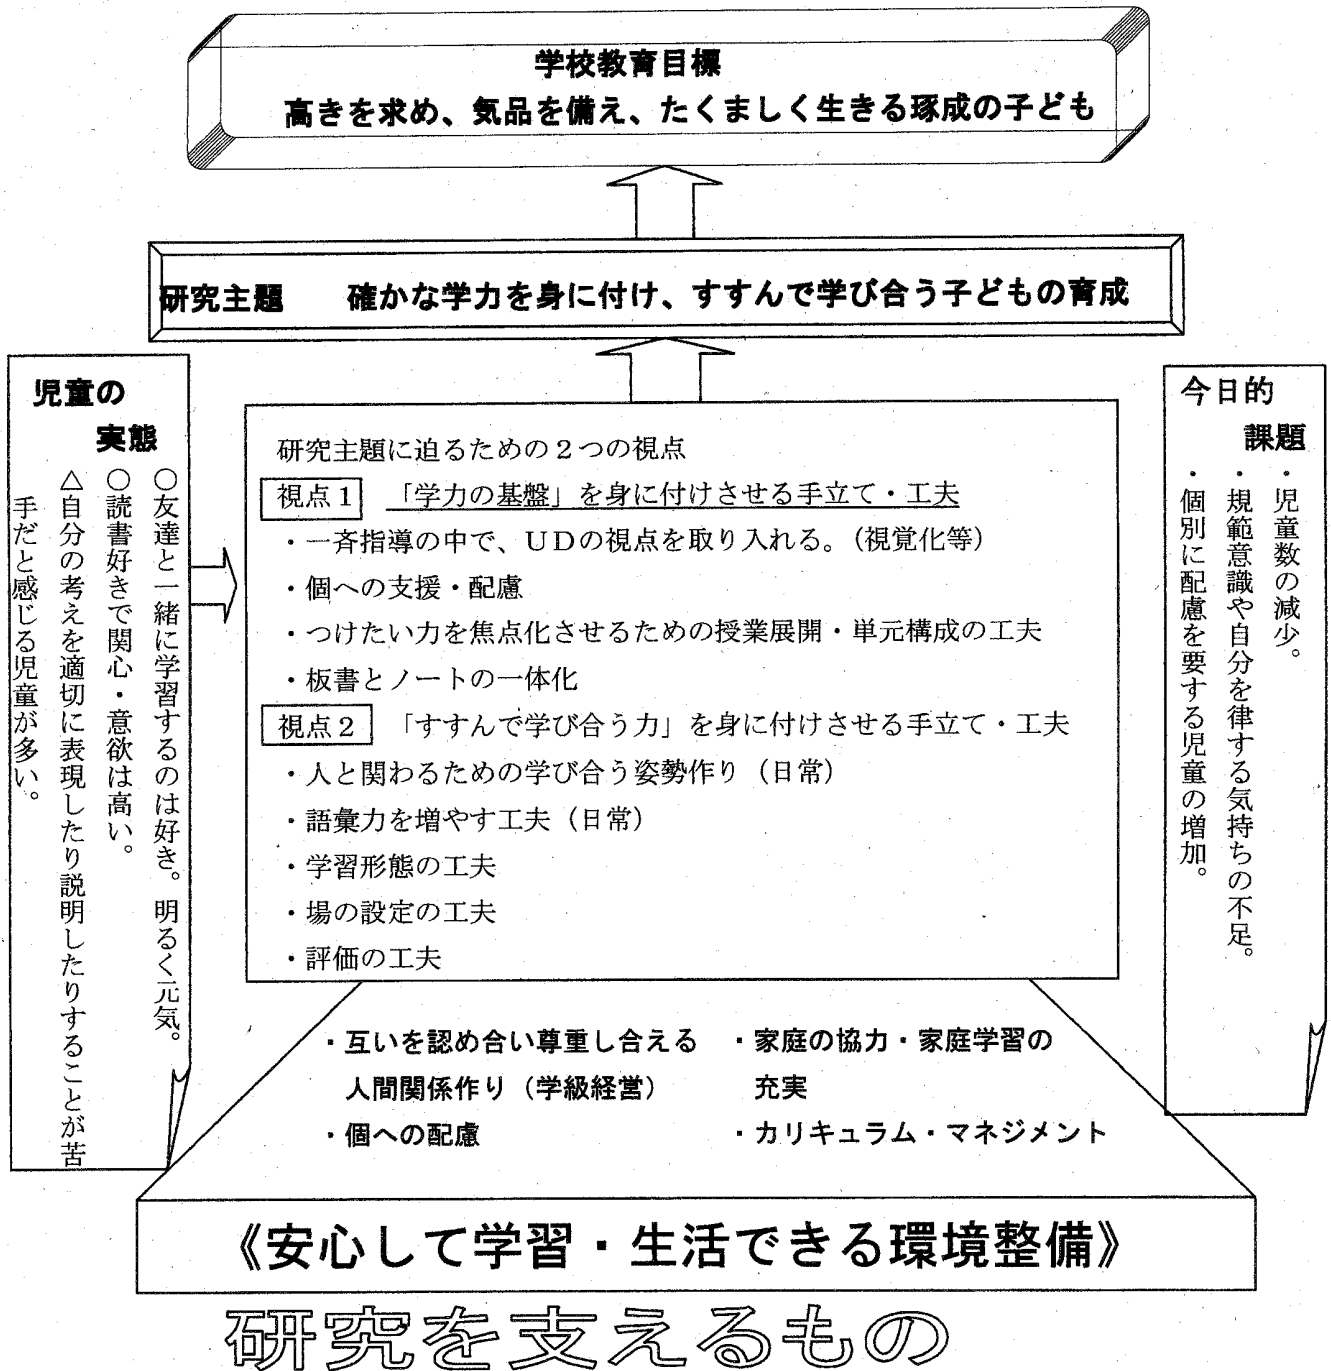 学校教育目標
高きを求め、気品を備え、たくましく生きる琢成の子ども
研究主題　確かな学力を身に付け、すすんで学び合う子どもの育成
児童の
実態
○友達と一緒に学習するのは好き。明るく元気。
○読書好きで関心・意欲は高い。
△自分の考えを適切に表現したり説明したりすることが苦
手だと感じる児童が多い。
研究主題に迫るための２つの視点
視点１　「学力の基盤」を身に付けさせる手立て・工夫
・一斉指導の中で、ＵＤの視点を取り入れる。（視覚化等）
・個への支援・配慮
・つけたい力を焦点化させるための授業展開・単元構成の工夫
・板書とノートの一体化
視点２　「すすんで学び合う力」を身に付けさせる手立て・工夫
・人と関わるための学び合う姿勢作り（日常）
・語彙力を増やす工夫（日常）
・学習形態の工夫
・場の設定の工夫
・評価の工夫
今日的
課題
・児童数の減少。
・規範意識や自分を律する気持ちの不足。
・個別に配慮を要する児童の増加。
・互いを認め合い尊重し合える
人間関係作り（学級経営）
・個への配慮
・家庭の協力・家庭学習の
充実
・カリキュラム・マネジメント
《安心して学習・生活できる環境整備》
研究を支えるもの